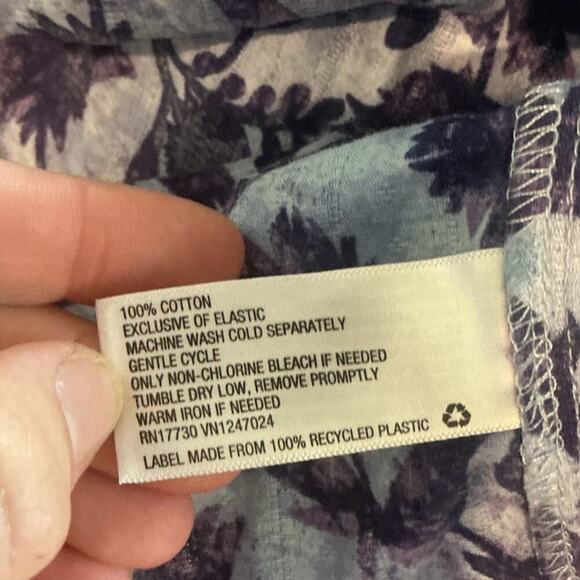 100% COTTON
EXCLUSIVE OF ELASTIC
MACHINE WASH COLD SEPARATELY
GENTLE CYCLE
ONLY NON-CHLORINE BLEACH IF NEEDED
TUMBLE DRY LOW, REMOVE PROMPTLY
WARM IRON IF NEEDED
RN17730 VN1247024
LABEL MADE FROM 100% RECYCLED PLASTIC